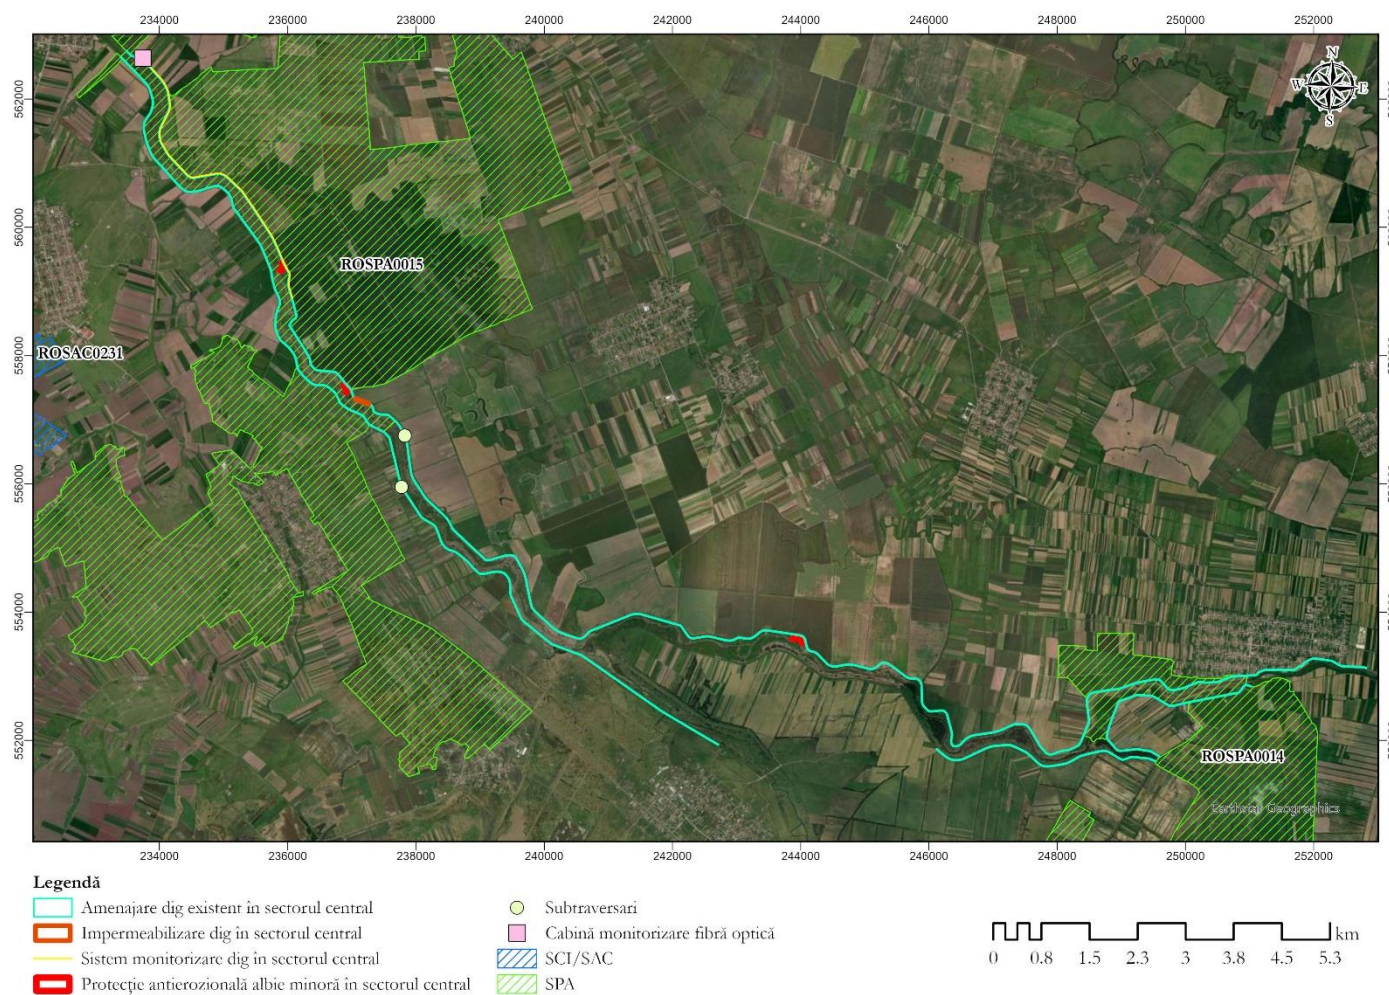 234000 236000 238000 240000 242000 244000 246000 248000 250000 252000
N
W E
S
562000
560000
ROSPA0015
558000
ROSAC0231
556000
554000
552000
ROSPA0014
Earthstar Geographics
234000 236000 238000 240000 242000 244000 246000 248000 250000 252000
Legendă
Amenajare dig existent în sectorul central
Impermeabilizare dig în sectorul central
Sistem monitorizare dig în sectorul central
Protecție antierozională albie minoră în sectorul central
Subtraversari
Cabină monitorizare fibră optică
SCI/SAC
SPA
km
0 0.8 1.5 2.3 3 3.8 4.5 5.3